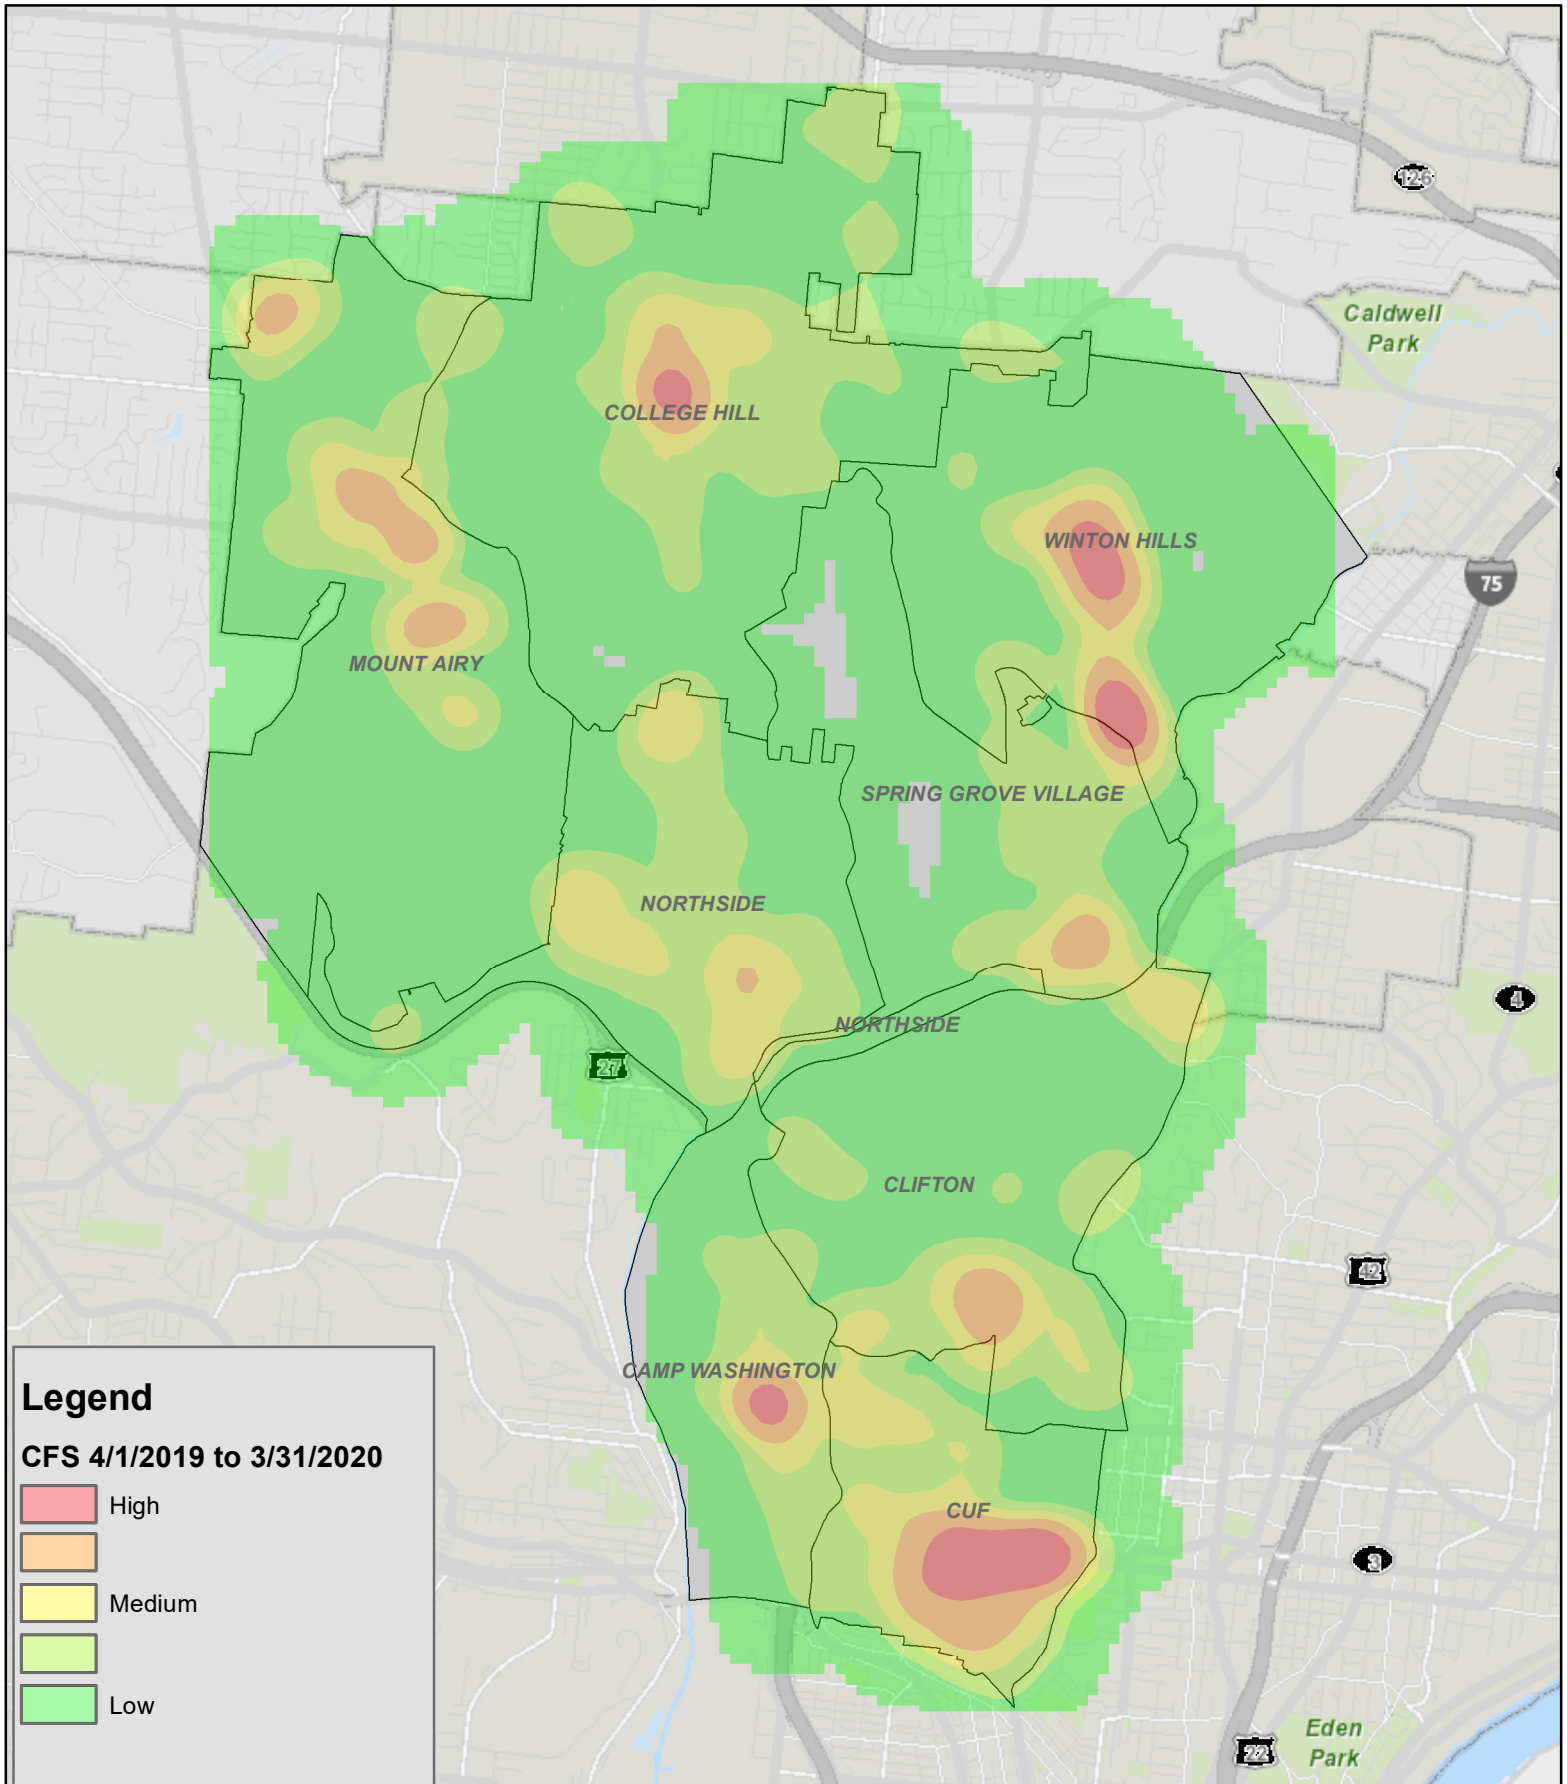 126
Caldwell
Park
COLLEGE HILL
WINTON HILLS
75
MOUNT AIRY
SPRING GROVE VILLAGE
NORTHSIDE
4
NORTHSIDE
27
CLIFTON
42
CAMP WASHINGTON
Legend
CFS 4/1/2019 to 3/31/2020
High
CUF
3
Medium
Low
Eden
Park
22